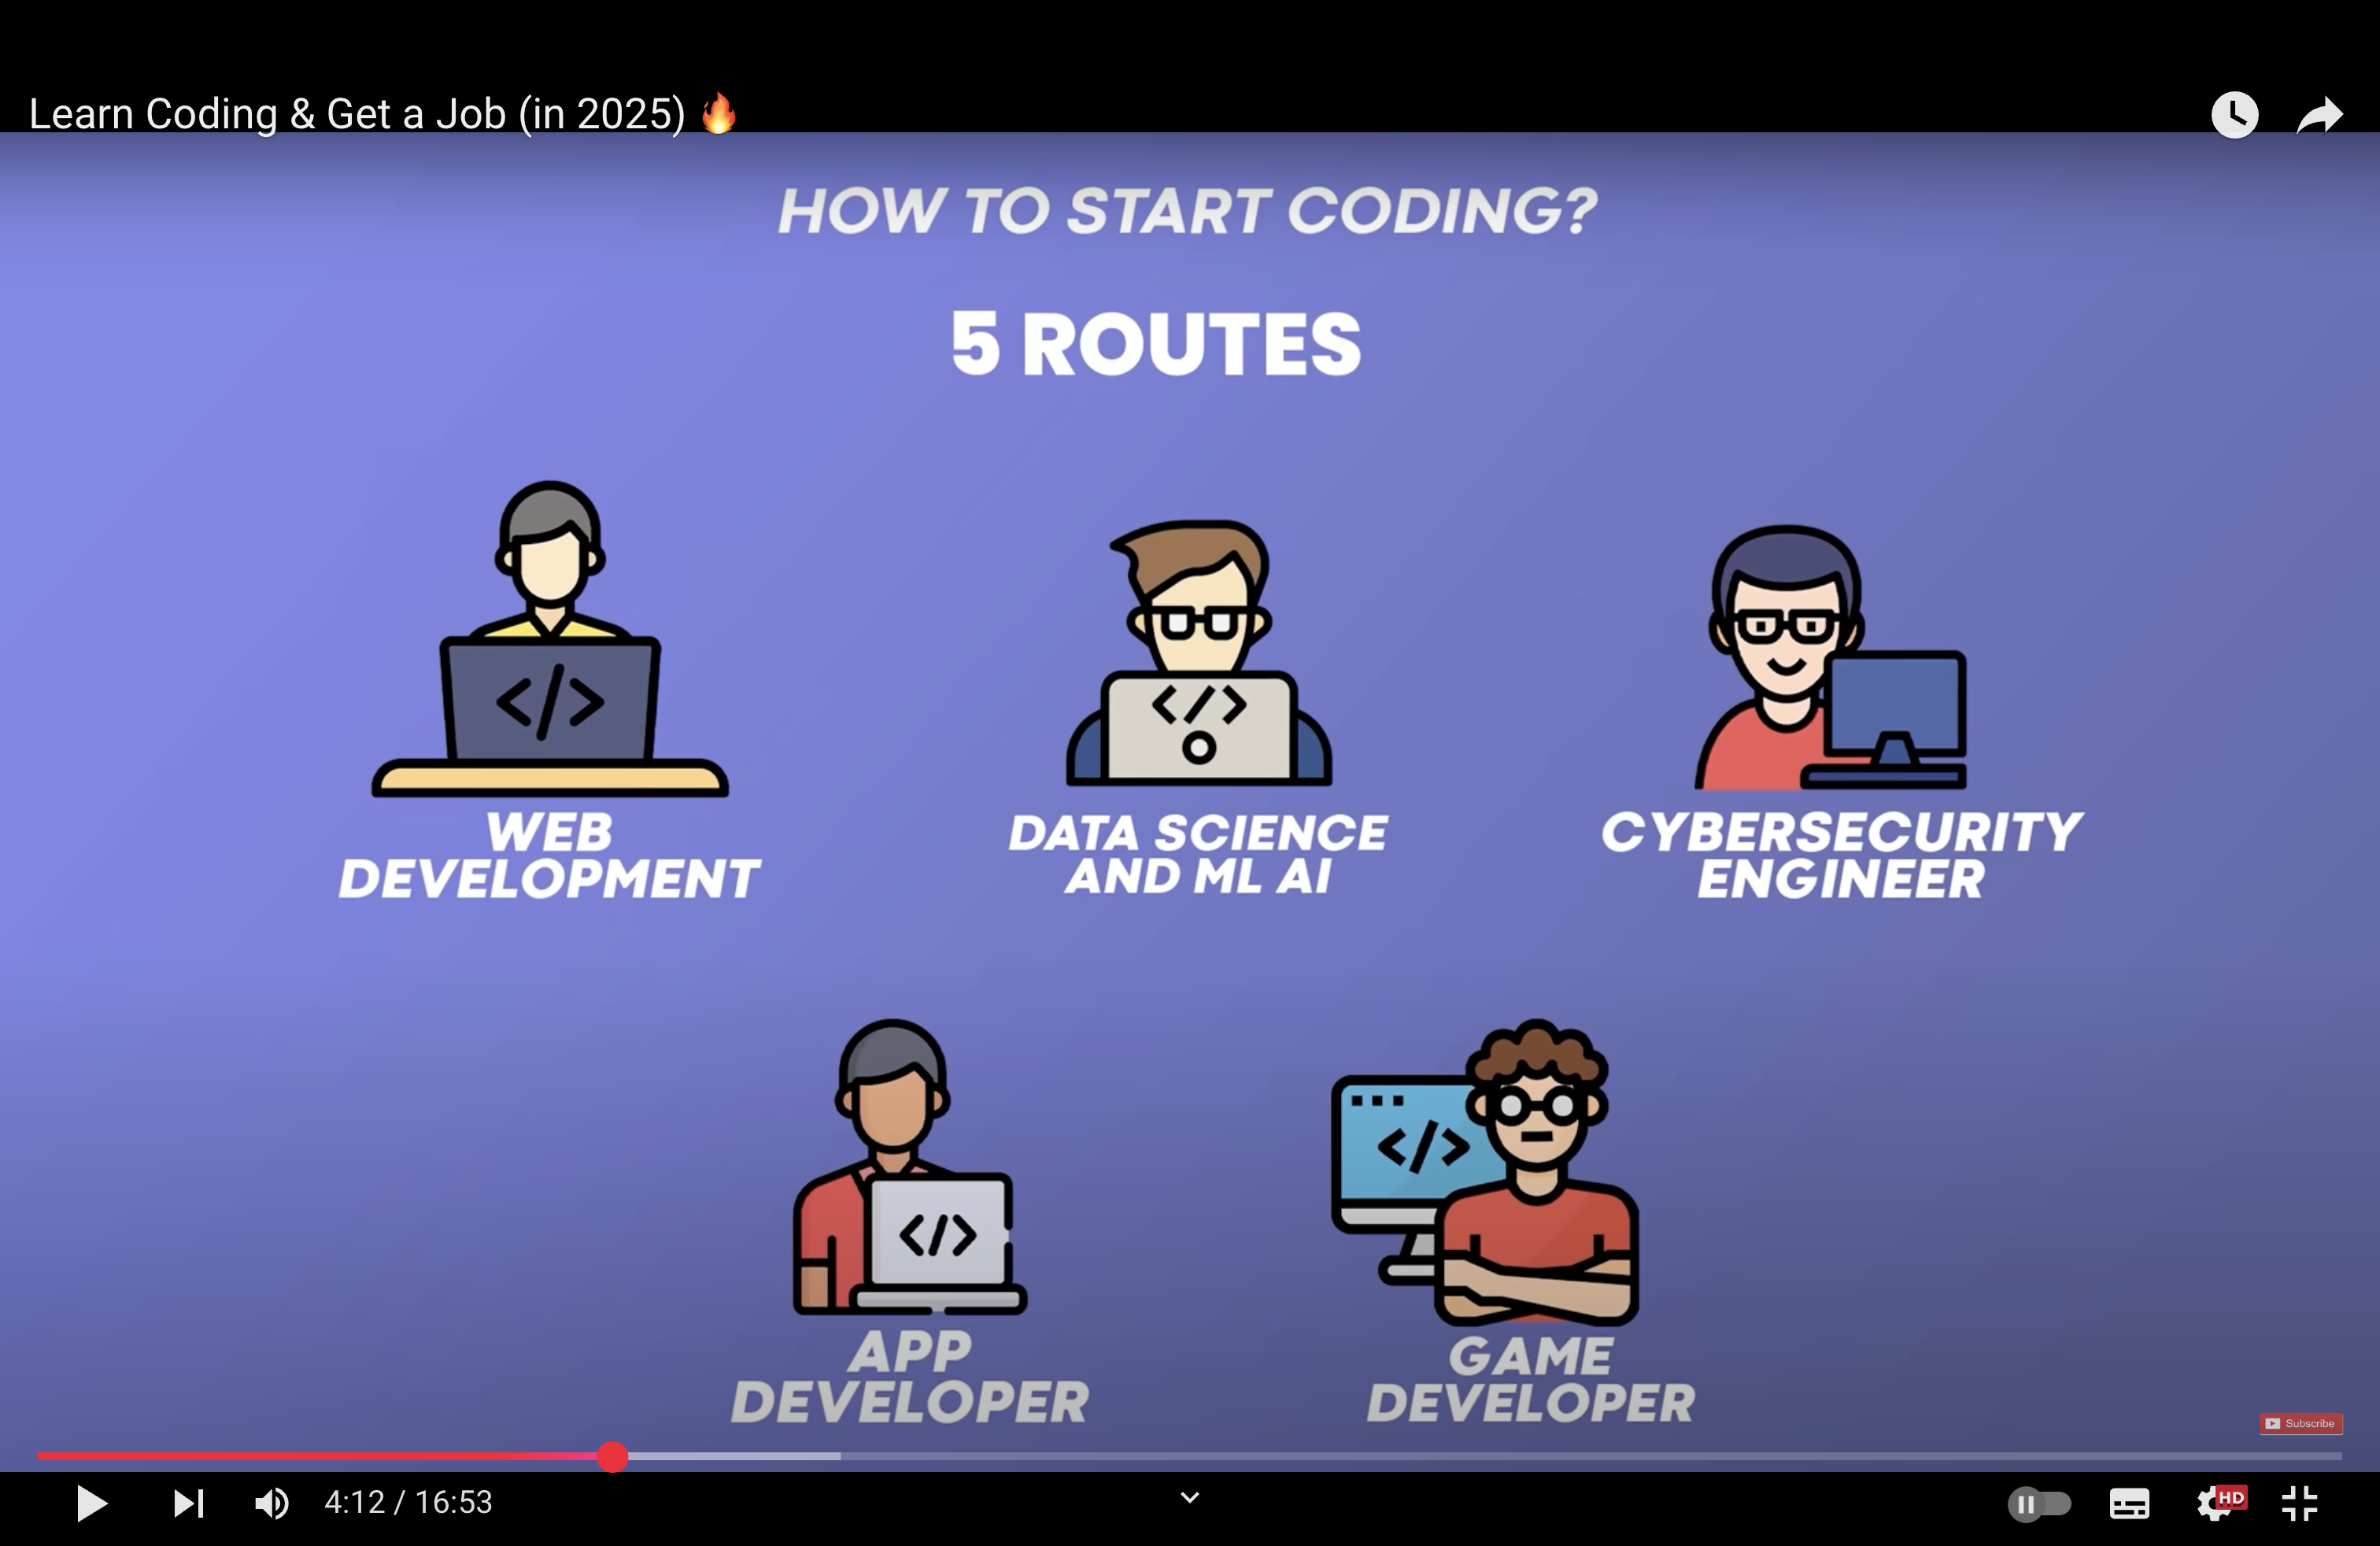 Learn Coding & Get a Job (in 2025) 🔥
HOW TO START CODING?
5 ROUTES
</>
</>
WEB
DEVELOPMENT
DATA SCIENCE
AND ML AI
CYBERSECURITY
ENGINEER
</>
</>
APP
DEVELOPER
GAME
DEVELOPER
Subscribe
4:12 / 16:53
HD